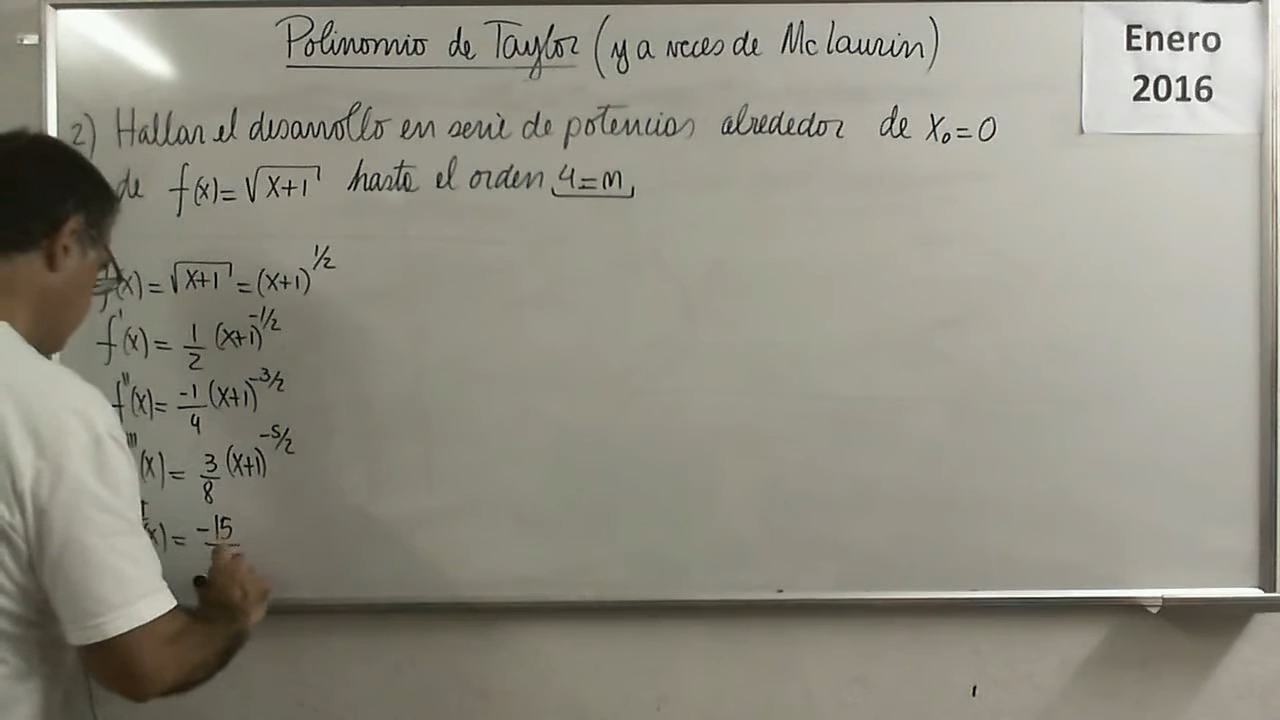 Polinomio de Taylor (y a veces de Mclaurin)
Enero
2016
2) Hallar el desarrollo en serie de potencias alrededor de x₀=0
de f(x)=√(x+1) hasta el orden 4=n
f(x)=√(x+1)=(x+1)^1/2
f'(x)=1/2(x+1)^-1/2
f''(x)=-1/4(x+1)^-3/2
'''(x)=3/8(x+1)^-5/2
(x)=-15